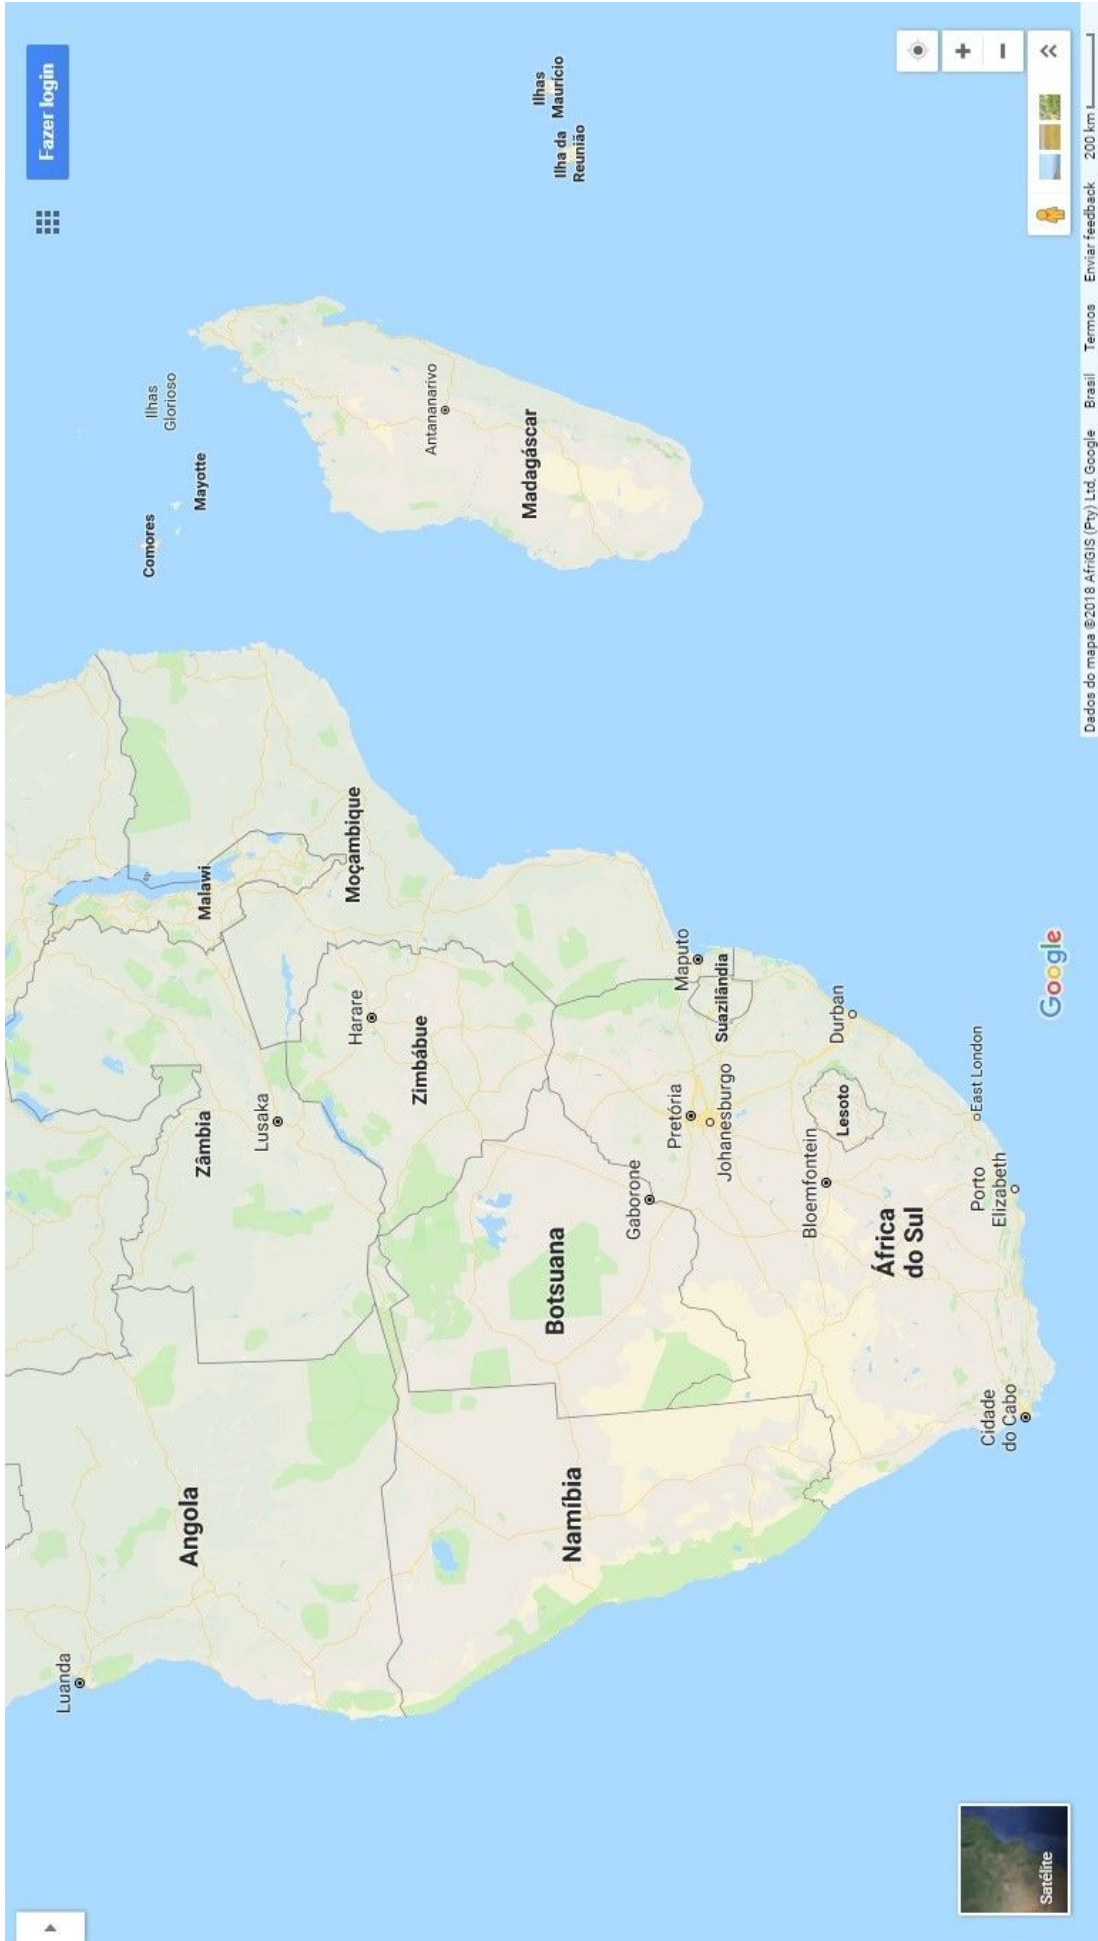 Fazer login
Ilhas
Glorioso
Comores
Mayotte
Luanda
Angola
Zâmbia
Malawi
Lusaka
Harare
Moçambique
Zimbábue
Antananarivo
Madagáscar
Ilhas
Maurício
Ilha da
Reunião
Namíbia
Botsuana
Gaborone
Pretória
Johanesburgo
Maputo
Suazilândia
Bloemfontein
Lesoto
Durban
África
do Sul
East London
Porto
Elizabeth
Cidade
do Cabo
Satélite
Google
Dados do mapa ©2018 AfriGIS (Pty) Ltd, Google Brasil Termos Enviar feedback 200 km